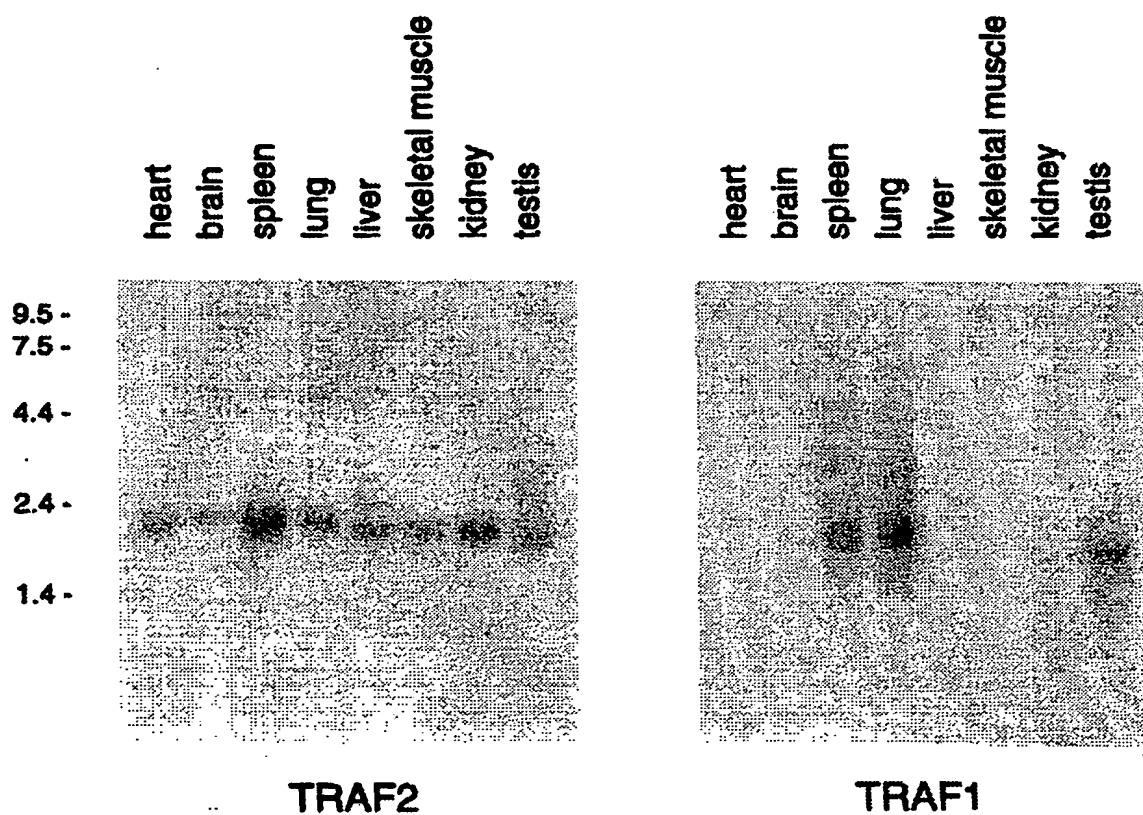 heart brain spleen lung liver skeletal muscle kidney testis
heart brain spleen lung liver skeletal muscle kidney testis
9.5 -
7.5 -
4.4 -
2.4 -
1.4 -
TRAF2
TRAF1